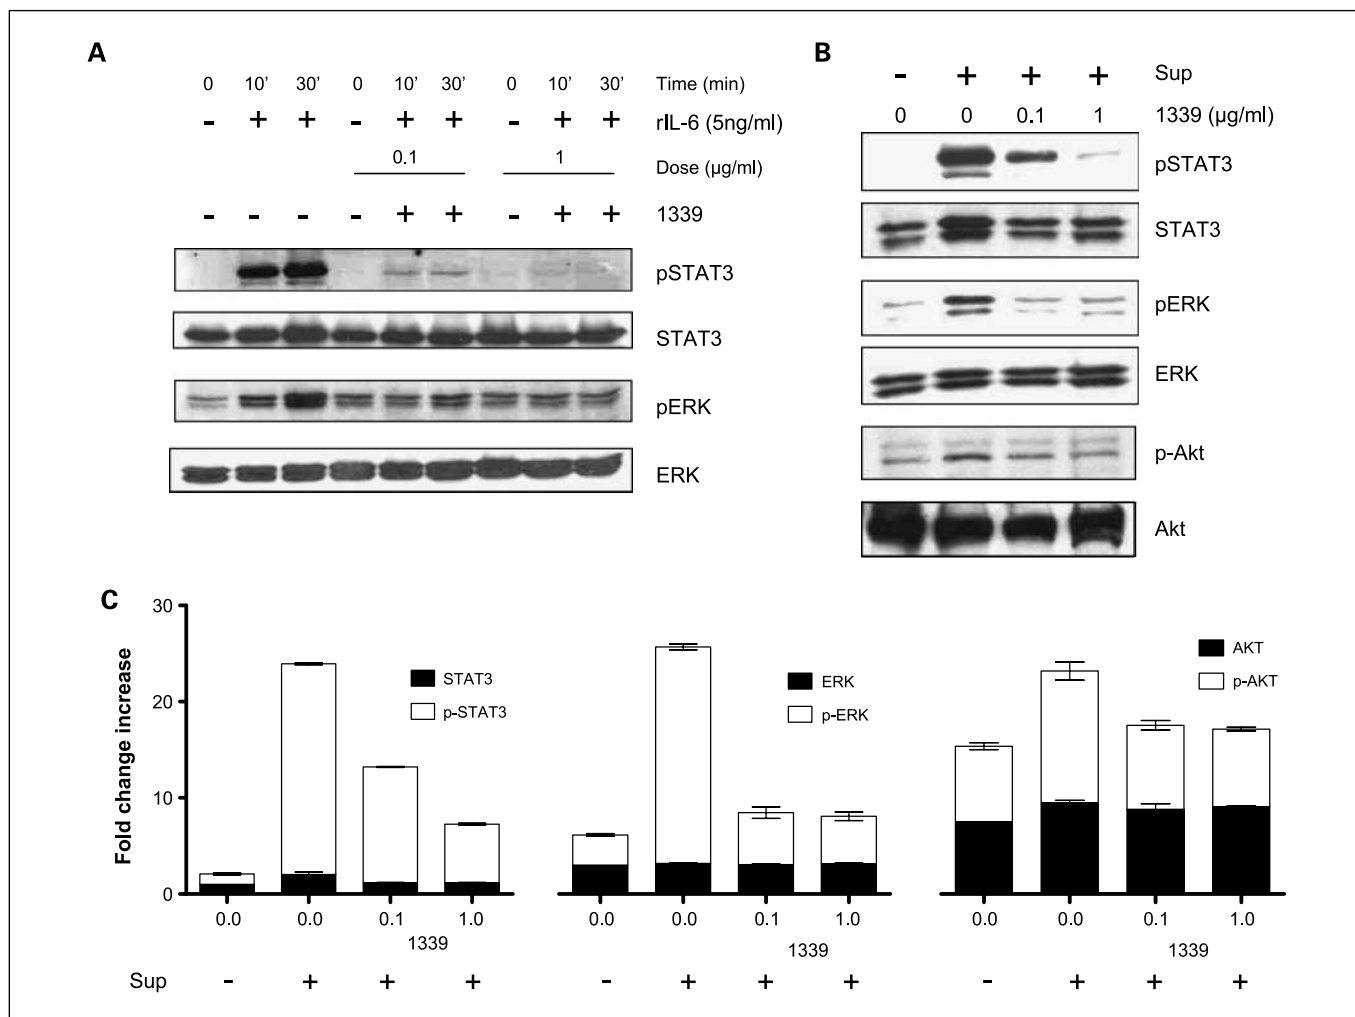 A
0 10’ 30’ 0 10’ 30’ 0 10’ 30’ Time (min)
- + + - + + - + + rIL-6 (5ng/ml)
0.1 1 Dose (µg/ml)
- - - - + + - + + 1339
pSTAT3
STAT3
pERK
ERK
B
- + + + Sup
0 0 0.1 1 1339 (µg/ml)
pSTAT3
STAT3
pERK
ERK
p-Akt
Akt
C
Fold change increase
30
20
10
0
STAT3
p-STAT3
0.0 0.0 0.1 1.0
1339
ERK
p-ERK
0.0 0.0 0.1 1.0
1339
AKT
p-AKT
0.0 0.0 0.1 1.0
1339
Sup - + + + - + + + - + + +